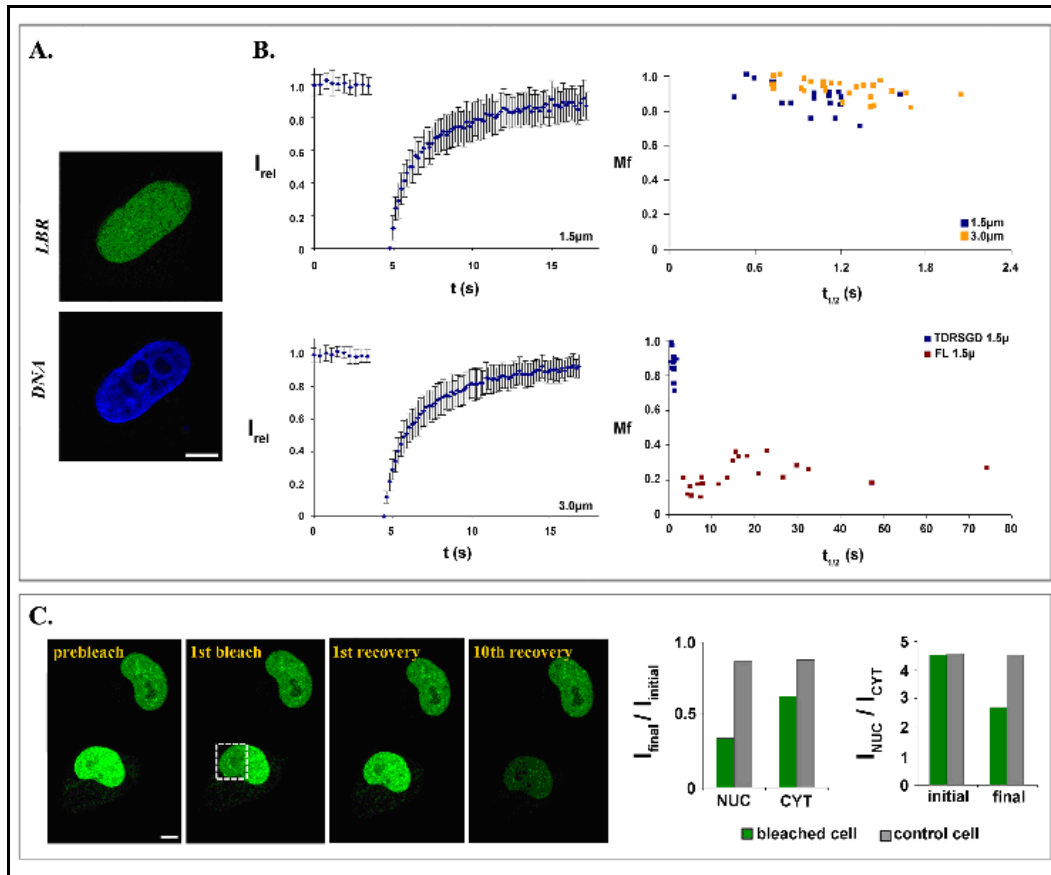 A.
B.
LBR
DNA
1.0
0.8
0.6
0.4
0.2
0
I rel
0
5
10
15
t (s)
1.5μm
1.0
0.8
0.6
0.4
0.2
0
Mf
0
0.6
1.2
1.8
2.4
t1/2 (s)
1.5μm
3.0μm
1.0
0.8
0.6
0.4
0.2
0
I rel
0
5
10
15
t (s)
3.0μm
1.0
0.8
0.6
0.4
0.2
0
Mf
0
10
20
30
40
50
60
70
80
t1/2 (s)
TDRSGD 1.5μ
FL 1.5μ
C.
prebleach
1st bleach
1st recovery
10th recovery
I final / I initial
1.0
0.5
0
NUC
CYT
I NUC / I CYT
5
4
3
2
1
0
initial
final
bleached cell
control cell